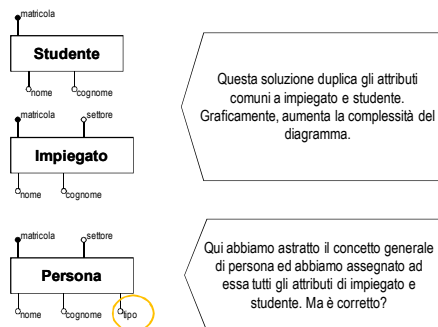 matricola
Studente
nome cognome
matricola settore
Impiegato
nome cognome
Questa soluzione duplica gli attributi
comuni a impiegato e studente.
Graficamente, aumenta la complessità del
diagramma.
matricola settore
Persona
nome cognome tipo
Qui abbiamo astratto il concetto generale
di persona ed abbiamo assegnato ad
essa tutti gli attributi di impiegato e
studente. Ma è corretto?